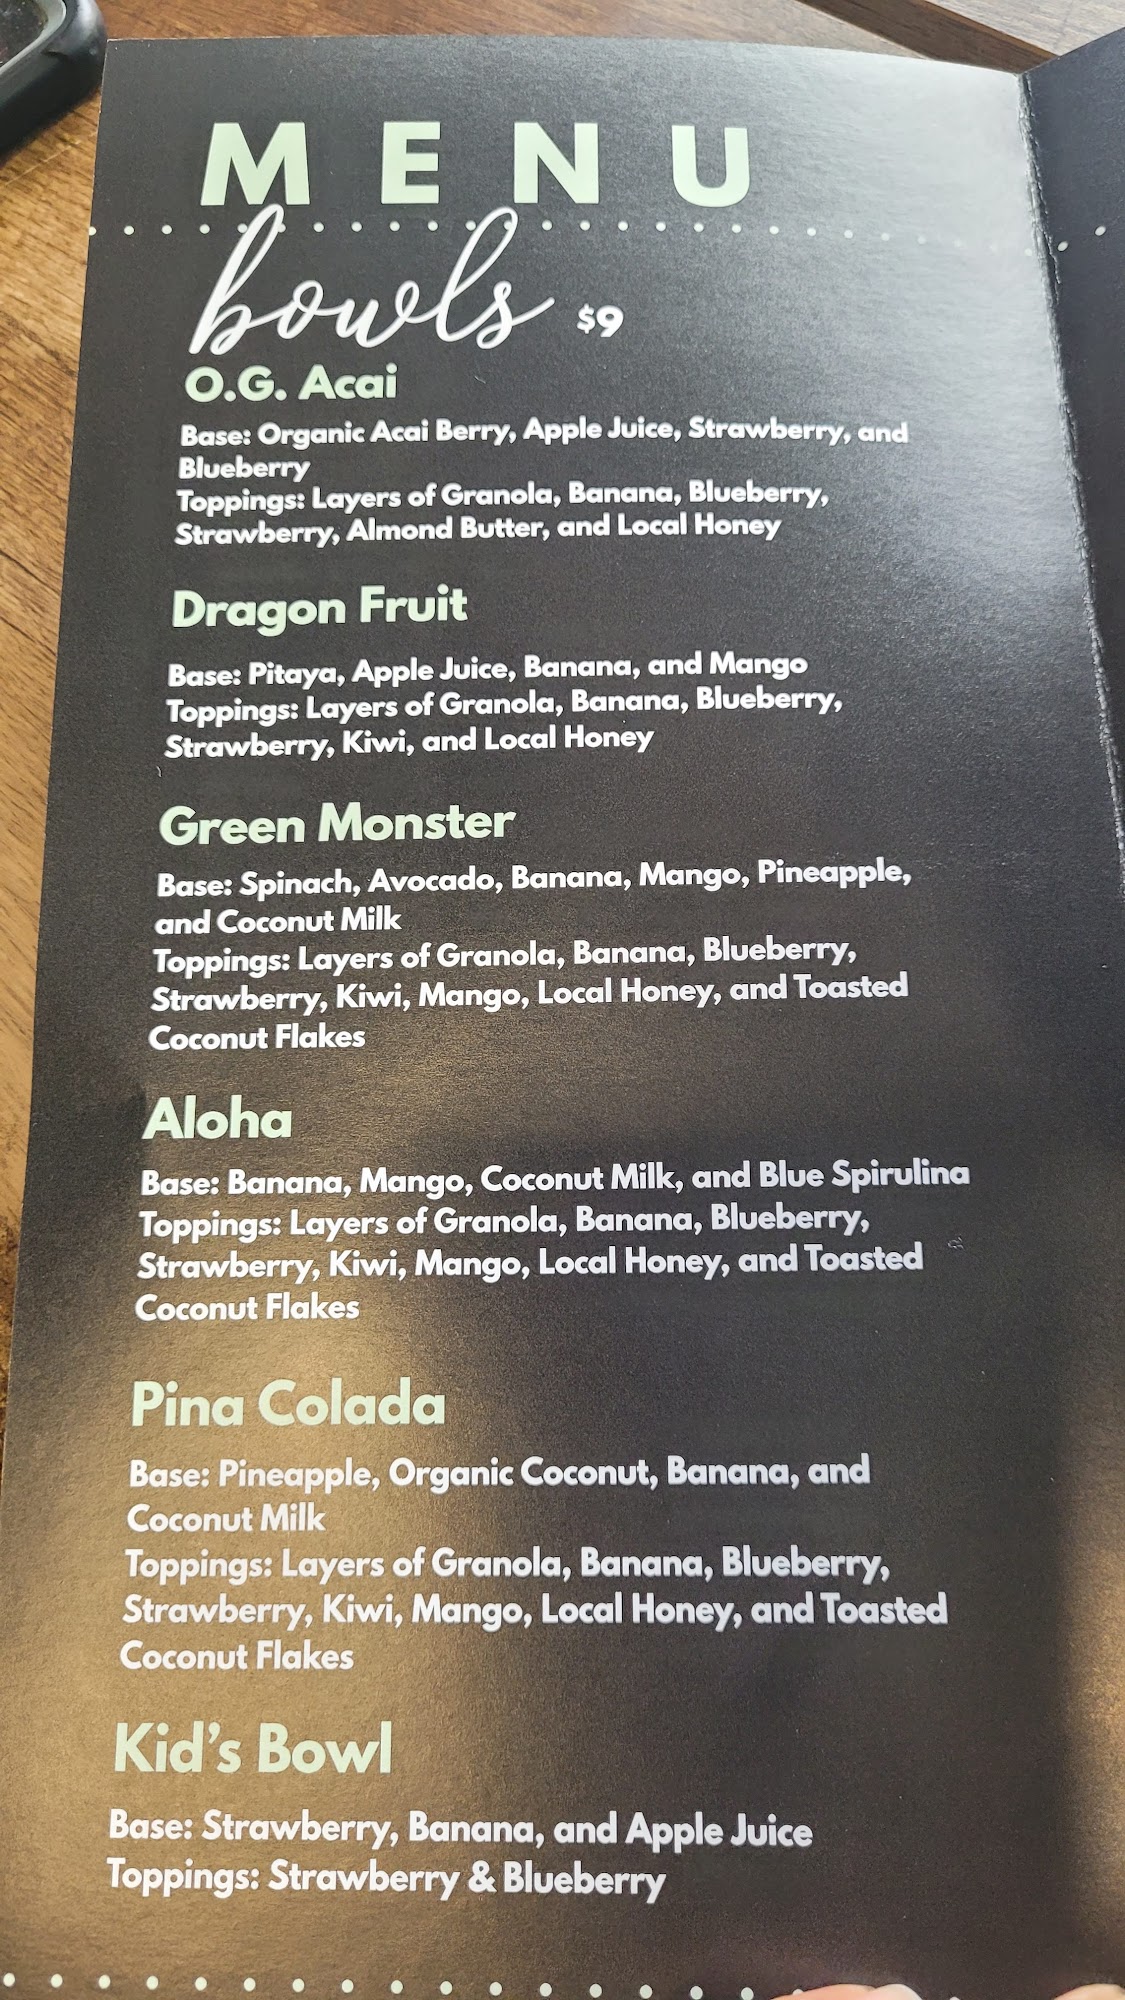 MENU
bowls $9
O.G. Acai
Base: Organic Acai Berry, Apple Juice, Strawberry, and
Blueberry
Toppings: Layers of Granola, Banana, Blueberry,
Strawberry, Almond Butter, and Local Honey
Dragon Fruit
Base: Pitaya, Apple Juice, Banana, and Mango
Toppings: Layers of Granola, Banana, Blueberry,
Strawberry, Kiwi, and Local Honey
Green Monster
Base: Spinach, Avocado, Banana, Mango, Pineapple,
and Coconut Milk
Toppings: Layers of Granola, Banana, Blueberry,
Strawberry, Kiwi, Mango, Local Honey, and Toasted
Coconut Flakes
Aloha
Base: Banana, Mango, Coconut Milk, and Blue Spirulina
Toppings: Layers of Granola, Banana, Blueberry,
Strawberry, Kiwi, Mango, Local Honey, and Toasted
Coconut Flakes
Pina Colada
Base: Pineapple, Organic Coconut, Banana, and
Coconut Milk
Toppings: Layers of Granola, Banana, Blueberry,
Strawberry, Kiwi, Mango, Local Honey, and Toasted
Coconut Flakes
Kid's Bowl
Base: Strawberry, Banana, and Apple Juice
Toppings: Strawberry & Blueberry